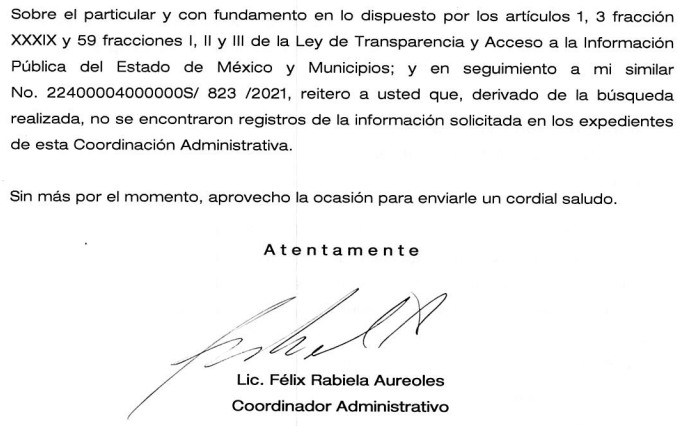 Sobre el particular y con fundamento en lo dispuesto por los artículos 1, 3 fracción
XXXIX y 59 fracciones I, II y III de la Ley de Transparencia y Acceso a la Información
Pública del Estado de México y Municipios; y en seguimiento a mi similar
No. 22400004000000S/ 823 /2021, reitero a usted que, derivado de la búsqueda
realizada, no se encontraron registros de la información solicitada en los expedientes
de esta Coordinación Administrativa.
Sin más por el momento, aprovecho la ocasión para enviarle un cordial saludo.
A t e n t a m e n t e
Lic. Félix Rabiela Aureoles
Coordinador Administrativo